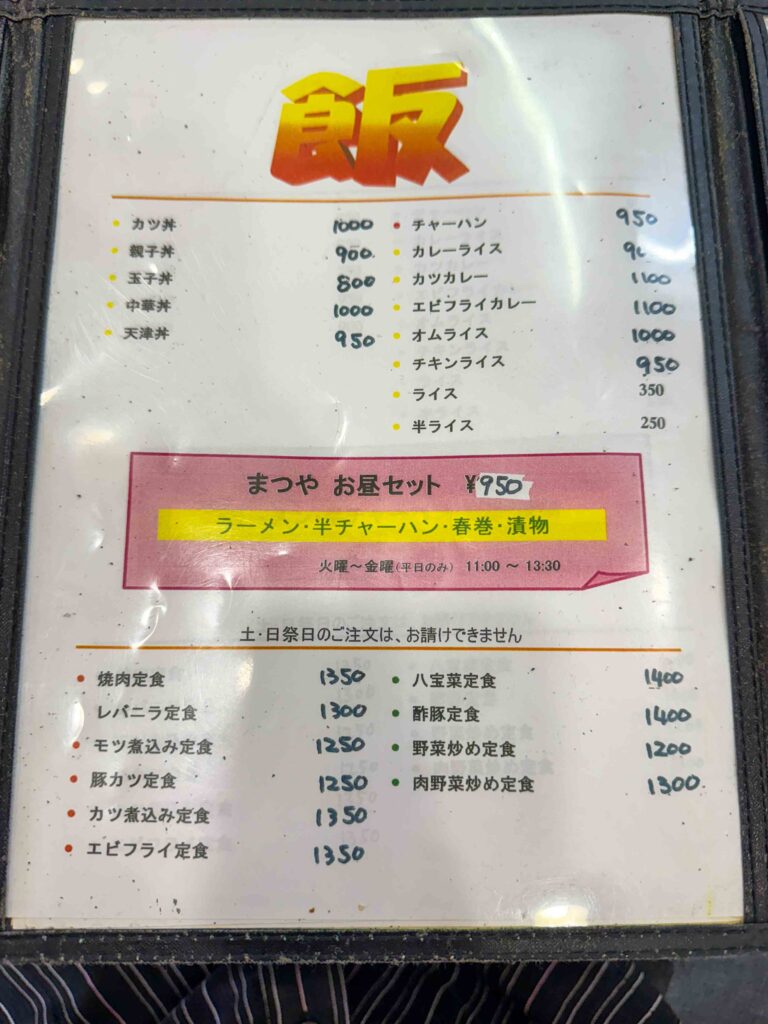 飯
カツ丼 1000
親子丼 900
玉子丼 800
中華丼 1000
天津丼 950
チャーハン 950
カレーライス
カツカレー 1100
エビフライカレー 1100
オムライス 1000
チキンライス 950
ライス 350
半ライス 250
まつや お昼セット ¥950
ラーメン・半チャーハン・春巻・漬物
火曜～金曜(平日のみ) 11:00 ～ 13:30
土・日祭日のご注文は、お請けできません
焼肉定食 1350
レバニラ定食 1300
モツ煮込み定食 1250
豚カツ定食 1250
カツ煮込み定食 1350
エビフライ定食 1350
八宝菜定食 1400
酢豚定食 1400
野菜炒め定食 1200
肉野菜炒め定食 1300